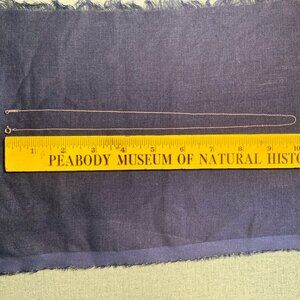 1 2 3 4 5 6 7 8 9 10
PEABODY MUSEUM OF NATURAL HISTO